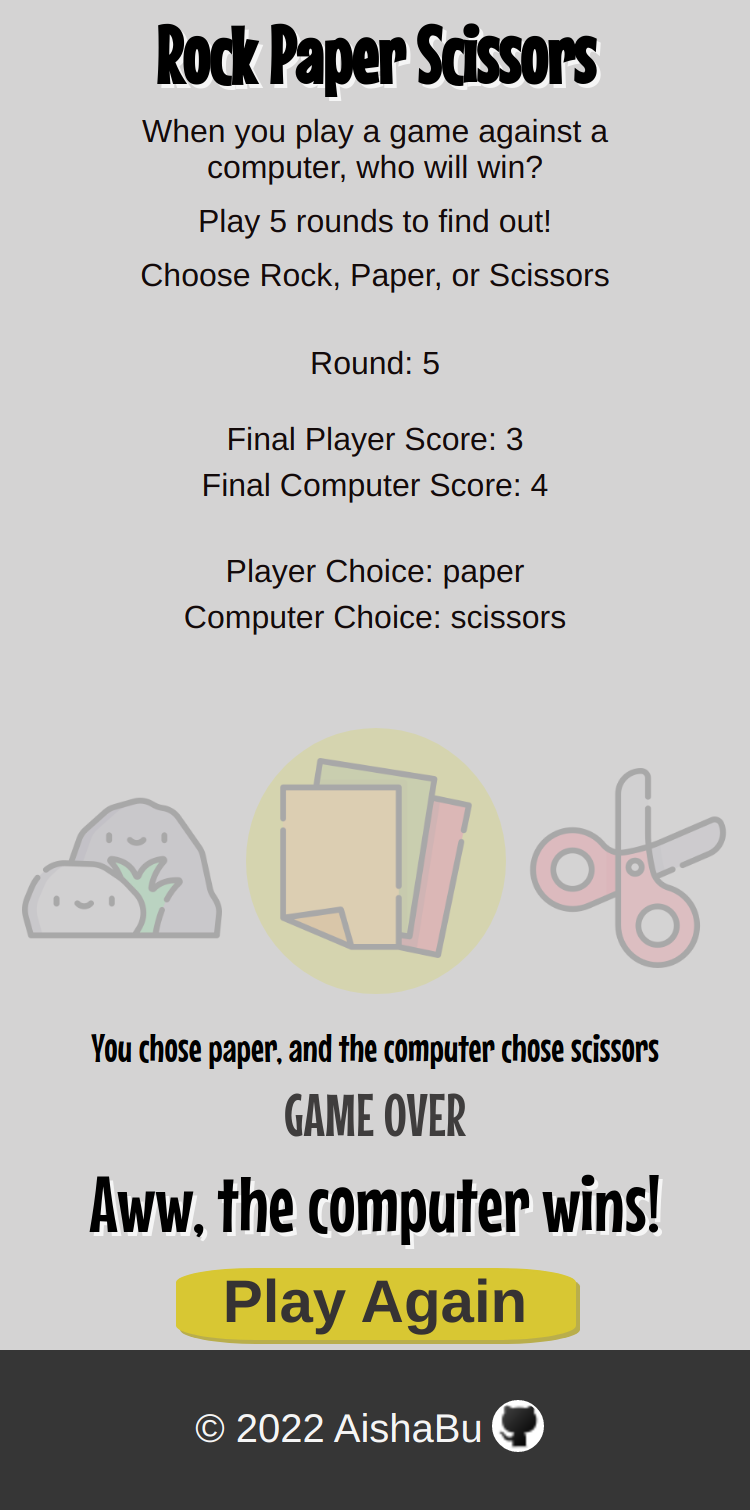 Rock Paper Scissors
When you play a game against a
computer, who will win?
Play 5 rounds to find out!
Choose Rock, Paper, or Scissors
Round: 5
Final Player Score: 3
Final Computer Score: 4
Player Choice: paper
Computer Choice: scissors
You chose paper, and the computer chose scissors
GAME OVER
Aww, the computer wins!
Play Again
© 2022 AishaBu